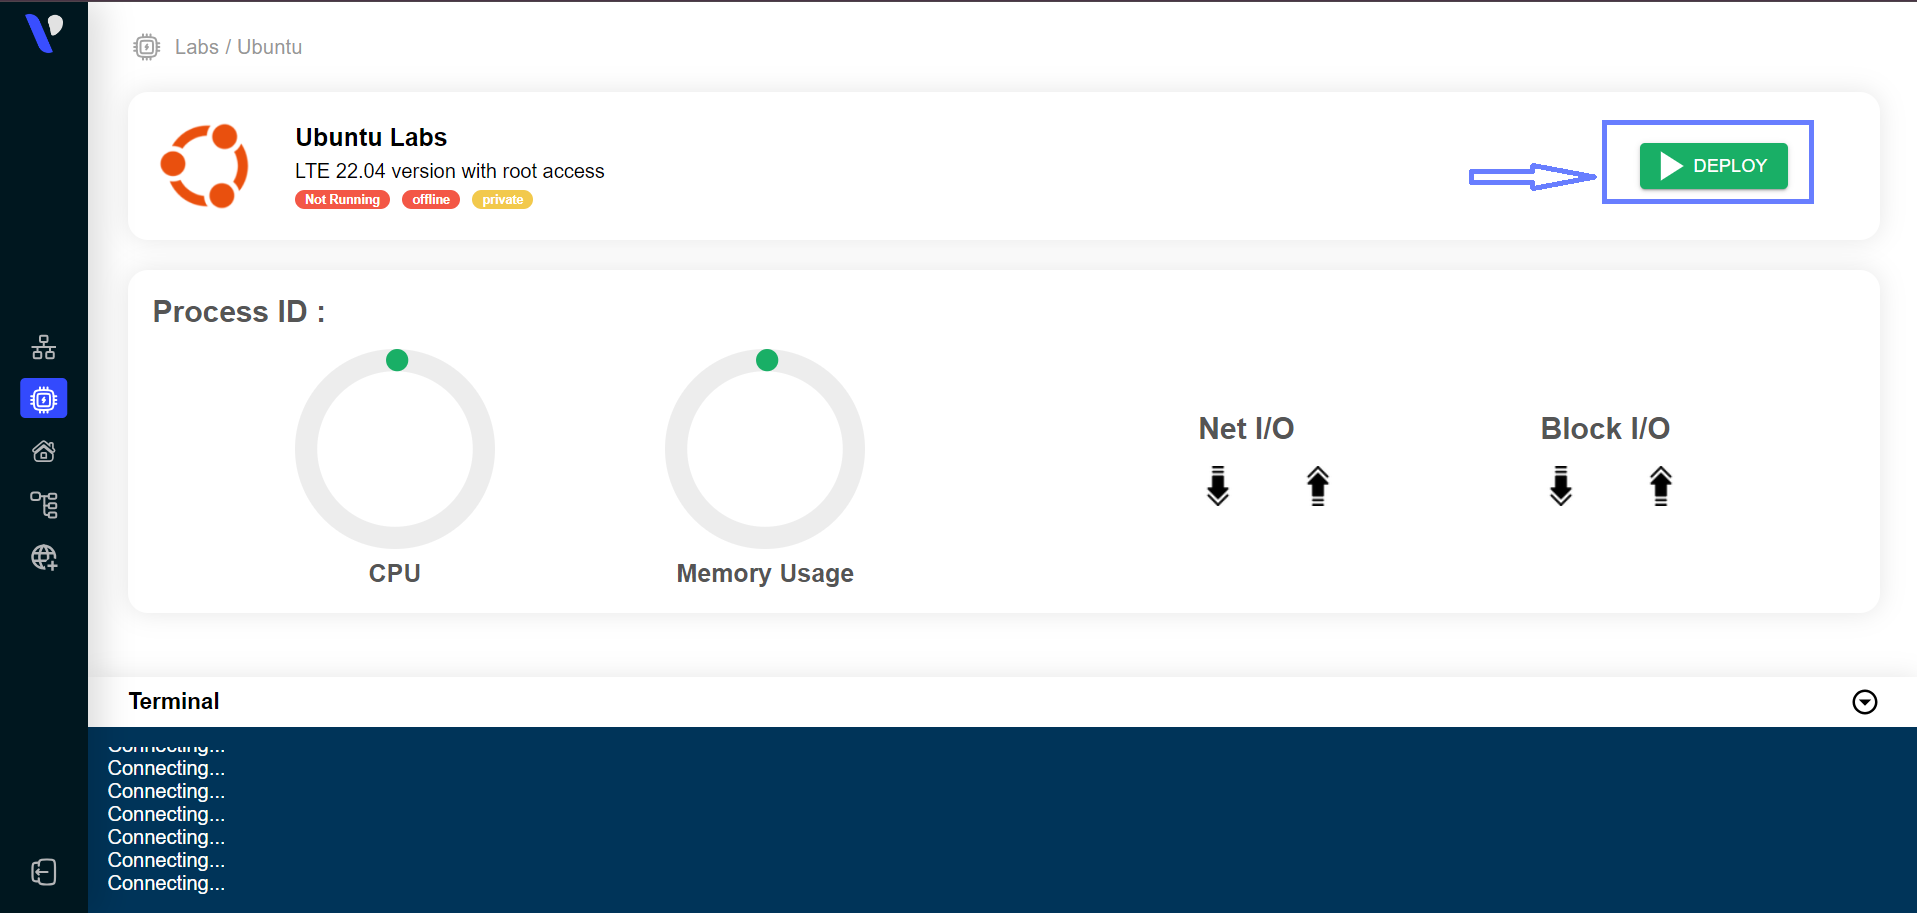 Labs / Ubuntu
Ubuntu Labs
LTE 22.04 version with root access
Not Running offline private
DEPLOY
Process ID :
CPU
Memory Usage
Net I/O
Block I/O
Terminal
Connecting...
Connecting...
Connecting...
Connecting...
Connecting...
Connecting...
Connecting...